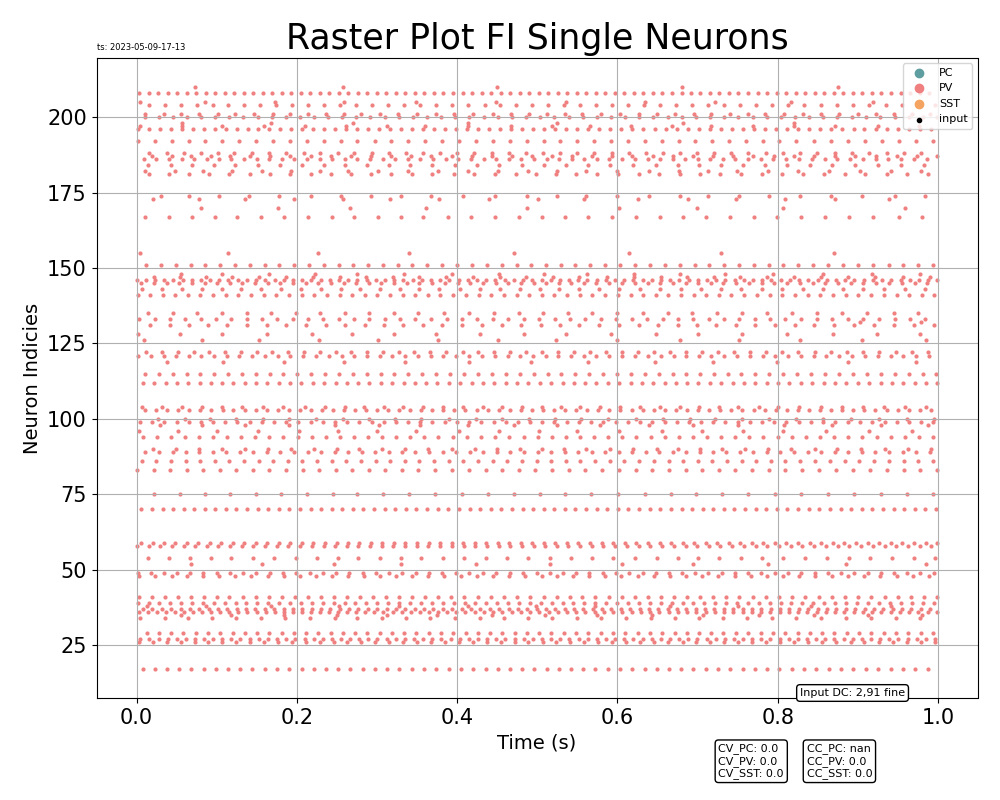 Raster Plot FI Single Neurons
ts: 2023-05-09-17-13
PC
PV
SST
input
200
175
150
125
100
75
50
25
Neuron Indicies
0.0 0.2 0.4 0.6 0.8 1.0
Time (s)
Input DC: 2,91 fine
CV_PC: 0.0
CV_PV: 0.0
CV_SST: 0.0
CC_PC: nan
CC_PV: 0.0
CC_SST: 0.0